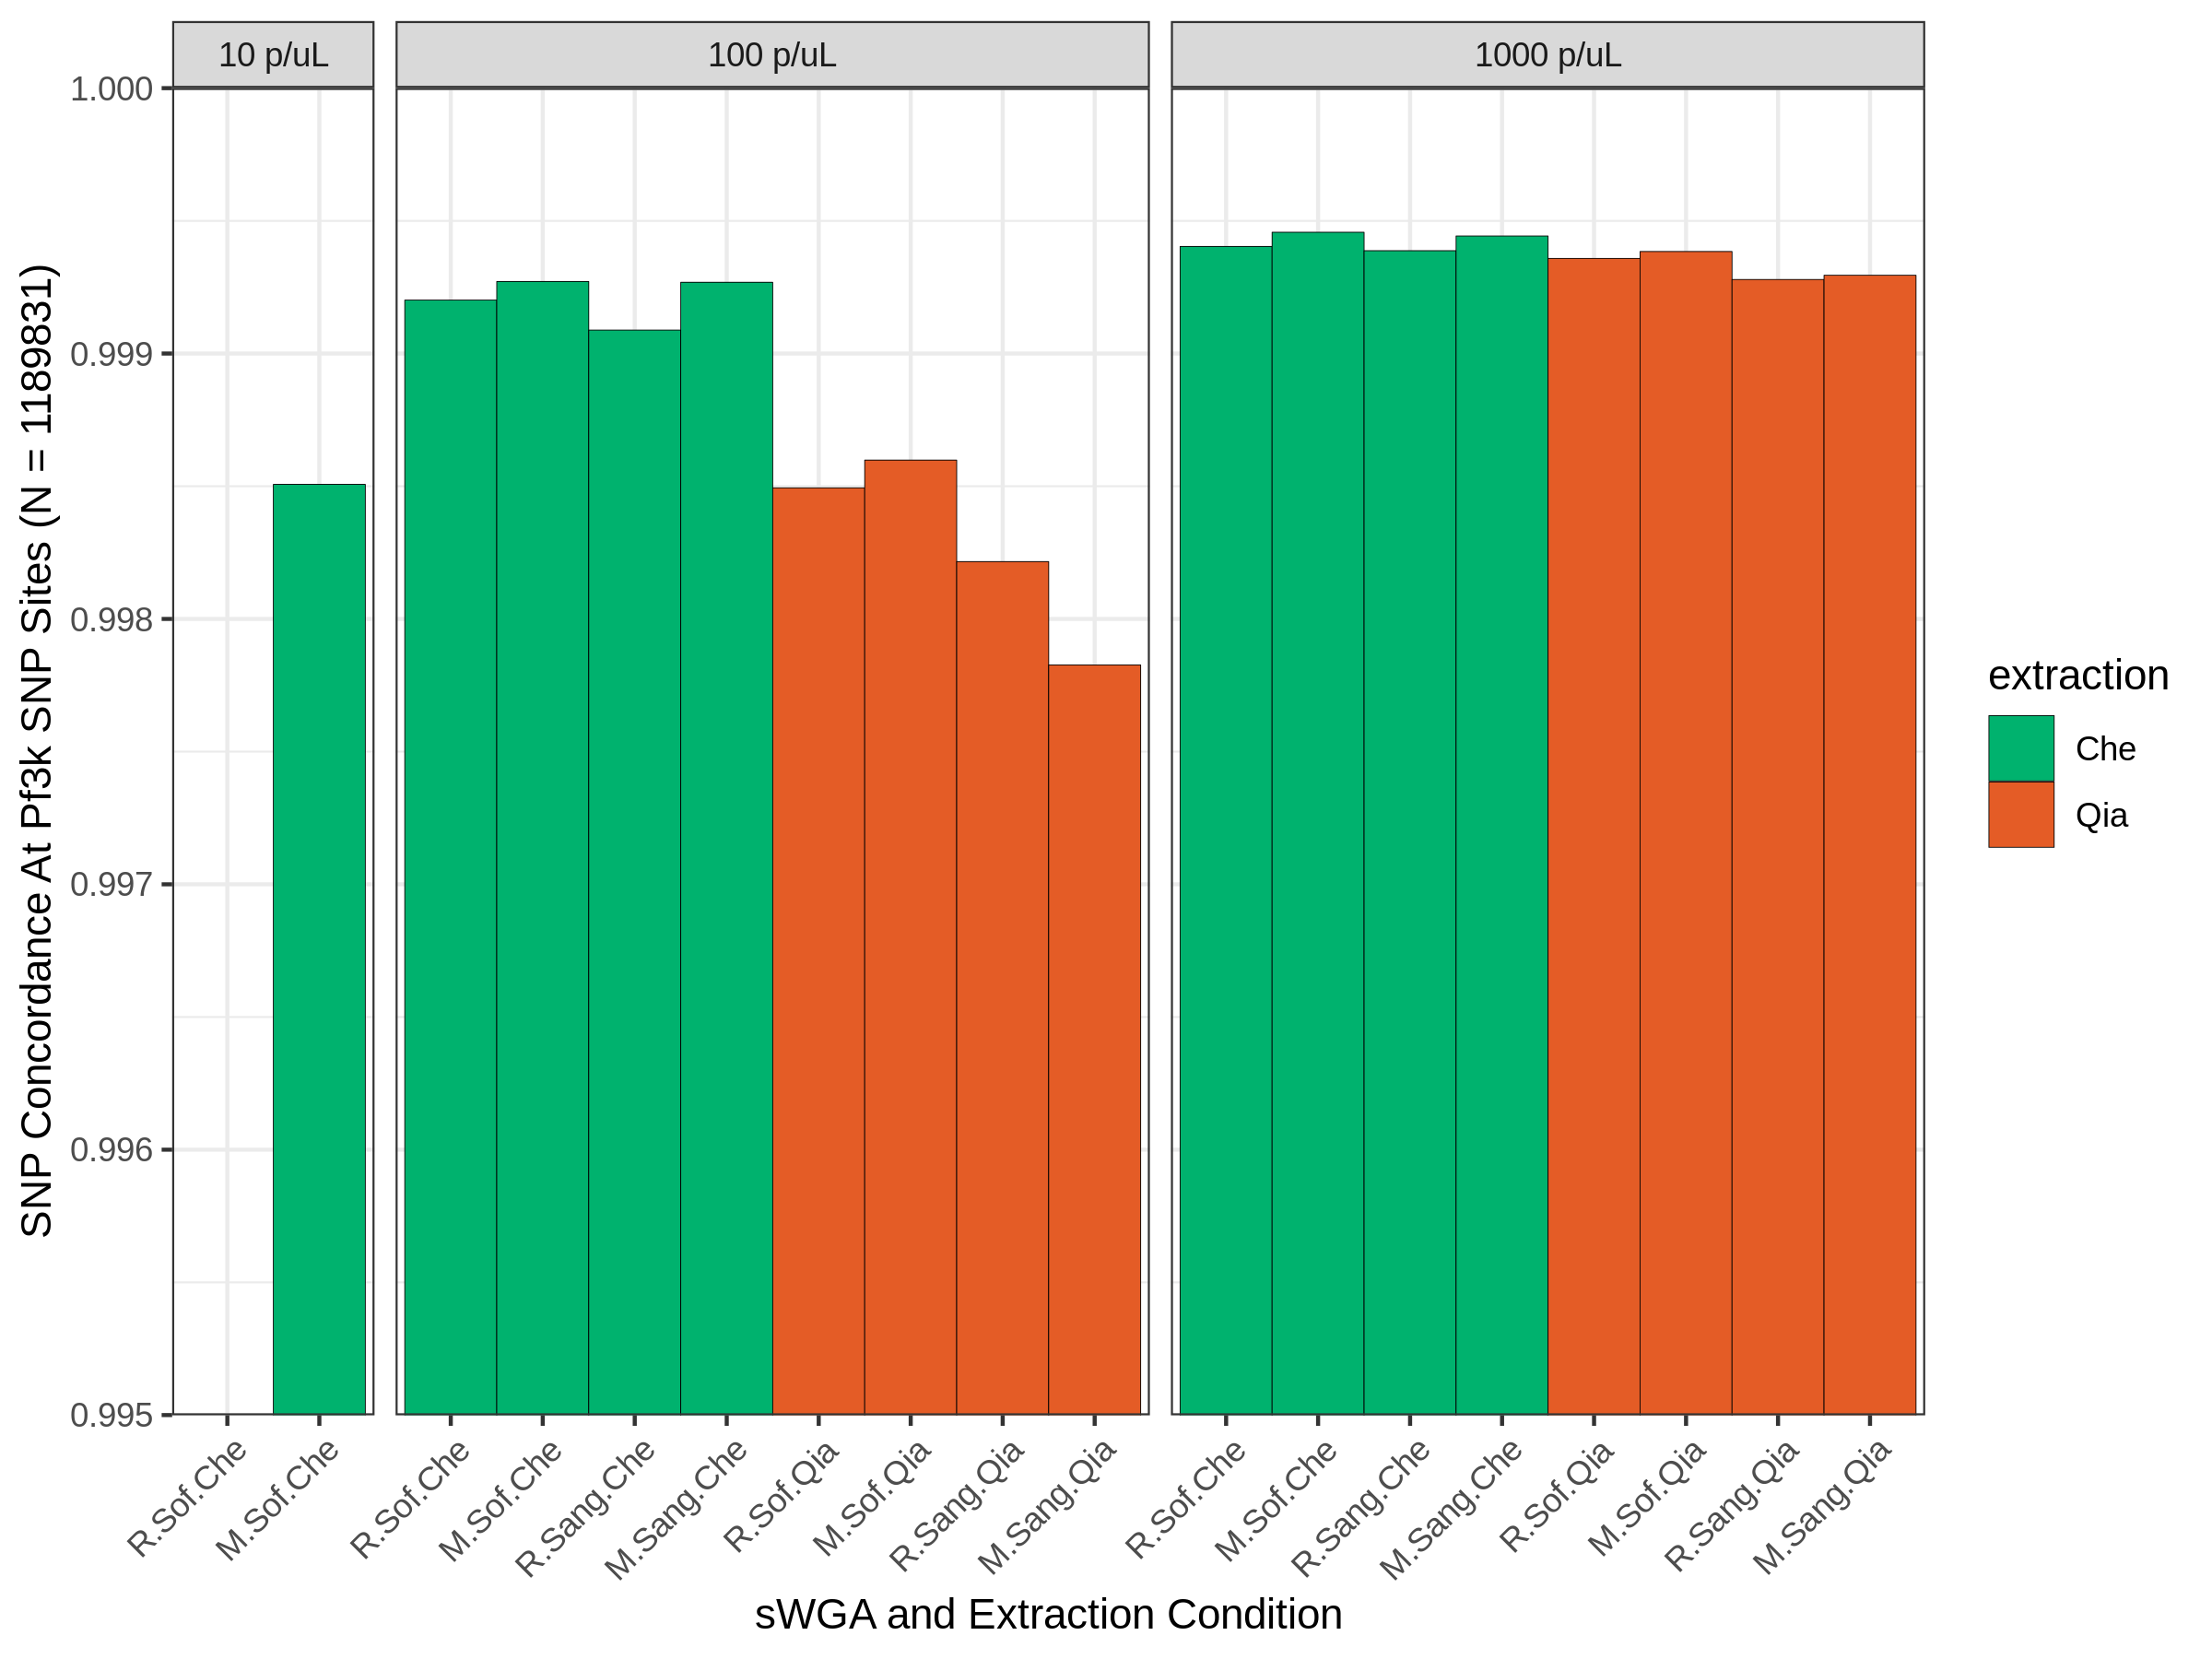 10 p/uL
100 p/uL
1000 p/uL
SNP Concordance At Pf3k SNP Sites (N = 1189831)
1.000
0.999
0.998
0.997
0.996
0.995
R.Sof.Che
M.Sof.Che
R.Sof.Che
M.Sof.Che
R.Sang.Che
M.Sang.Che
R.Sof.Qia
M.Sof.Qia
R.Sang.Qia
M.Sang.Qia
R.Sof.Che
M.Sof.Che
R.Sang.Che
M.Sang.Che
R.Sof.Qia
M.Sof.Qia
R.Sang.Qia
M.Sang.Qia
sWGA and Extraction Condition
extraction
Che
Qia